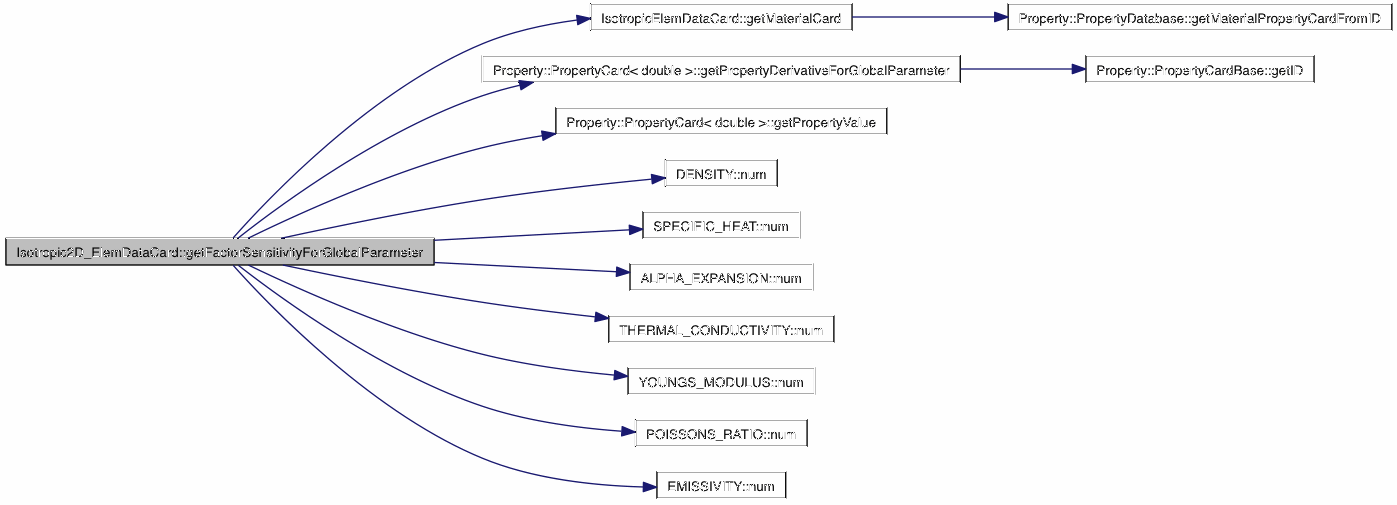 IsotropicElemDataCard::getMaterialCard
Property::PropertyDatabase::getMaterialPropertyCardFromID
Property::PropertyCard< double >::getPropertyDerivativeForGlobalParameter
Property::PropertyCardBase::getID
Property::PropertyCard< double >::getPropertyValue
DENSITY::num
SPECIFIC_HEAT::num
Isotropic2D_ElemDataCard::getFactorSensitivityForGlobalParameter
ALPHA_EXPANSION::num
THERMAL_CONDUCTIVITY::num
YOUNGS_MODULUS::num
POISSONS_RATIO::num
EMISSIVITY::num